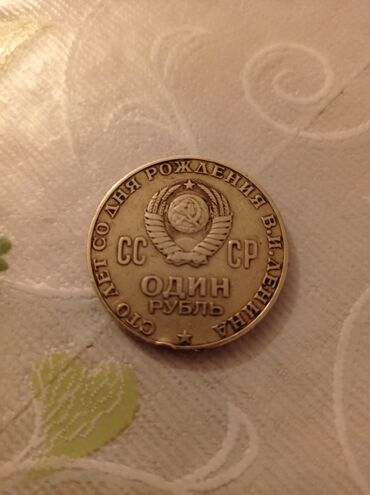 СТО ЛЕТ СО ДНЯ РОЖДЕНИЯ В.И.ЛЕНИНА
СС СР
ОДИН
РУБЛЬ